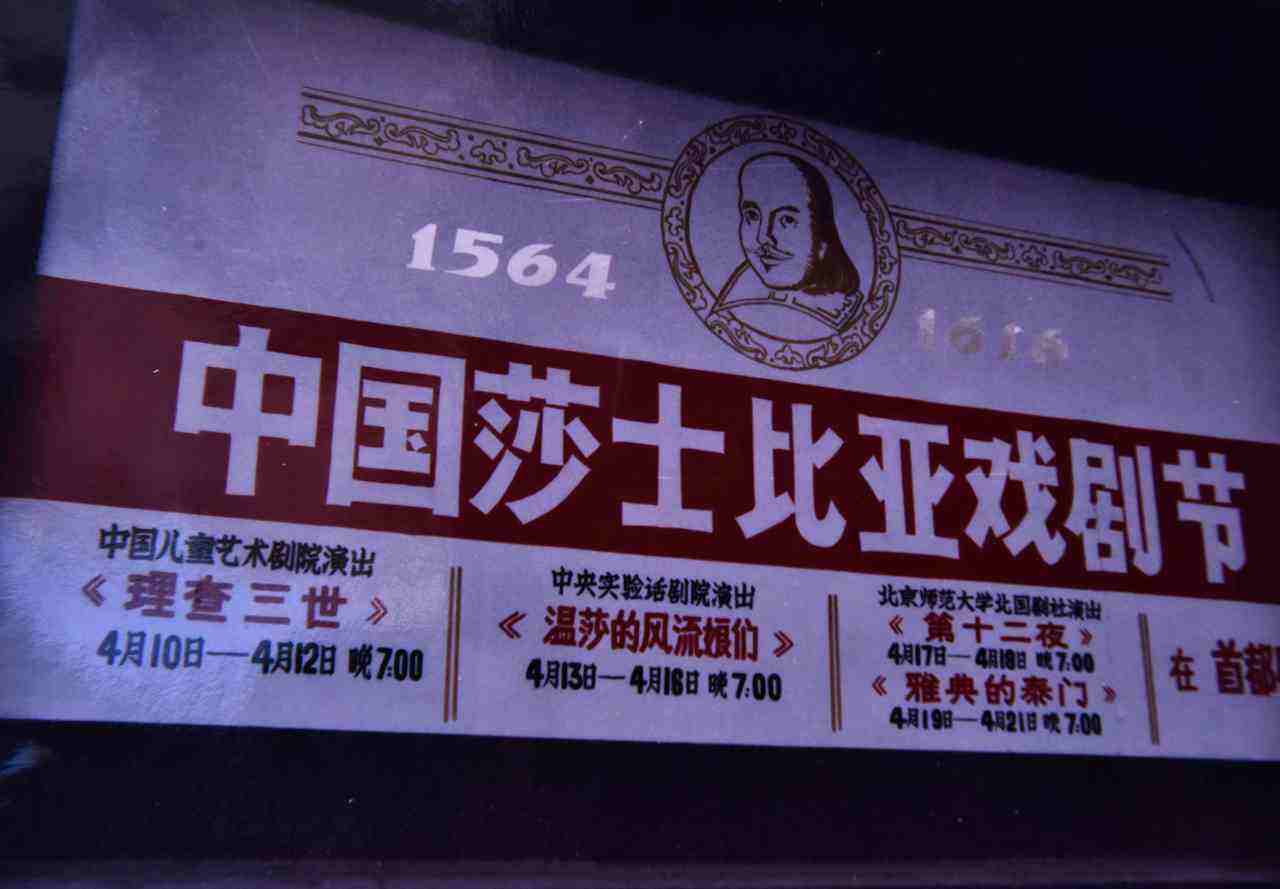 1564
1616
中国莎士比亚戏剧节
中国儿童艺术剧院演出
《理查三世》
4月10日—4月12日 晚7:00
中央实验话剧院演出
《温莎的风流娘们》
4月13日—4月16日 晚7:00
北京师范大学北国剧社演出
《第十二夜》
4月17日—4月18日 晚7:00
《雅典的泰门》
4月19日—4月21日 晚7:00
在 首都